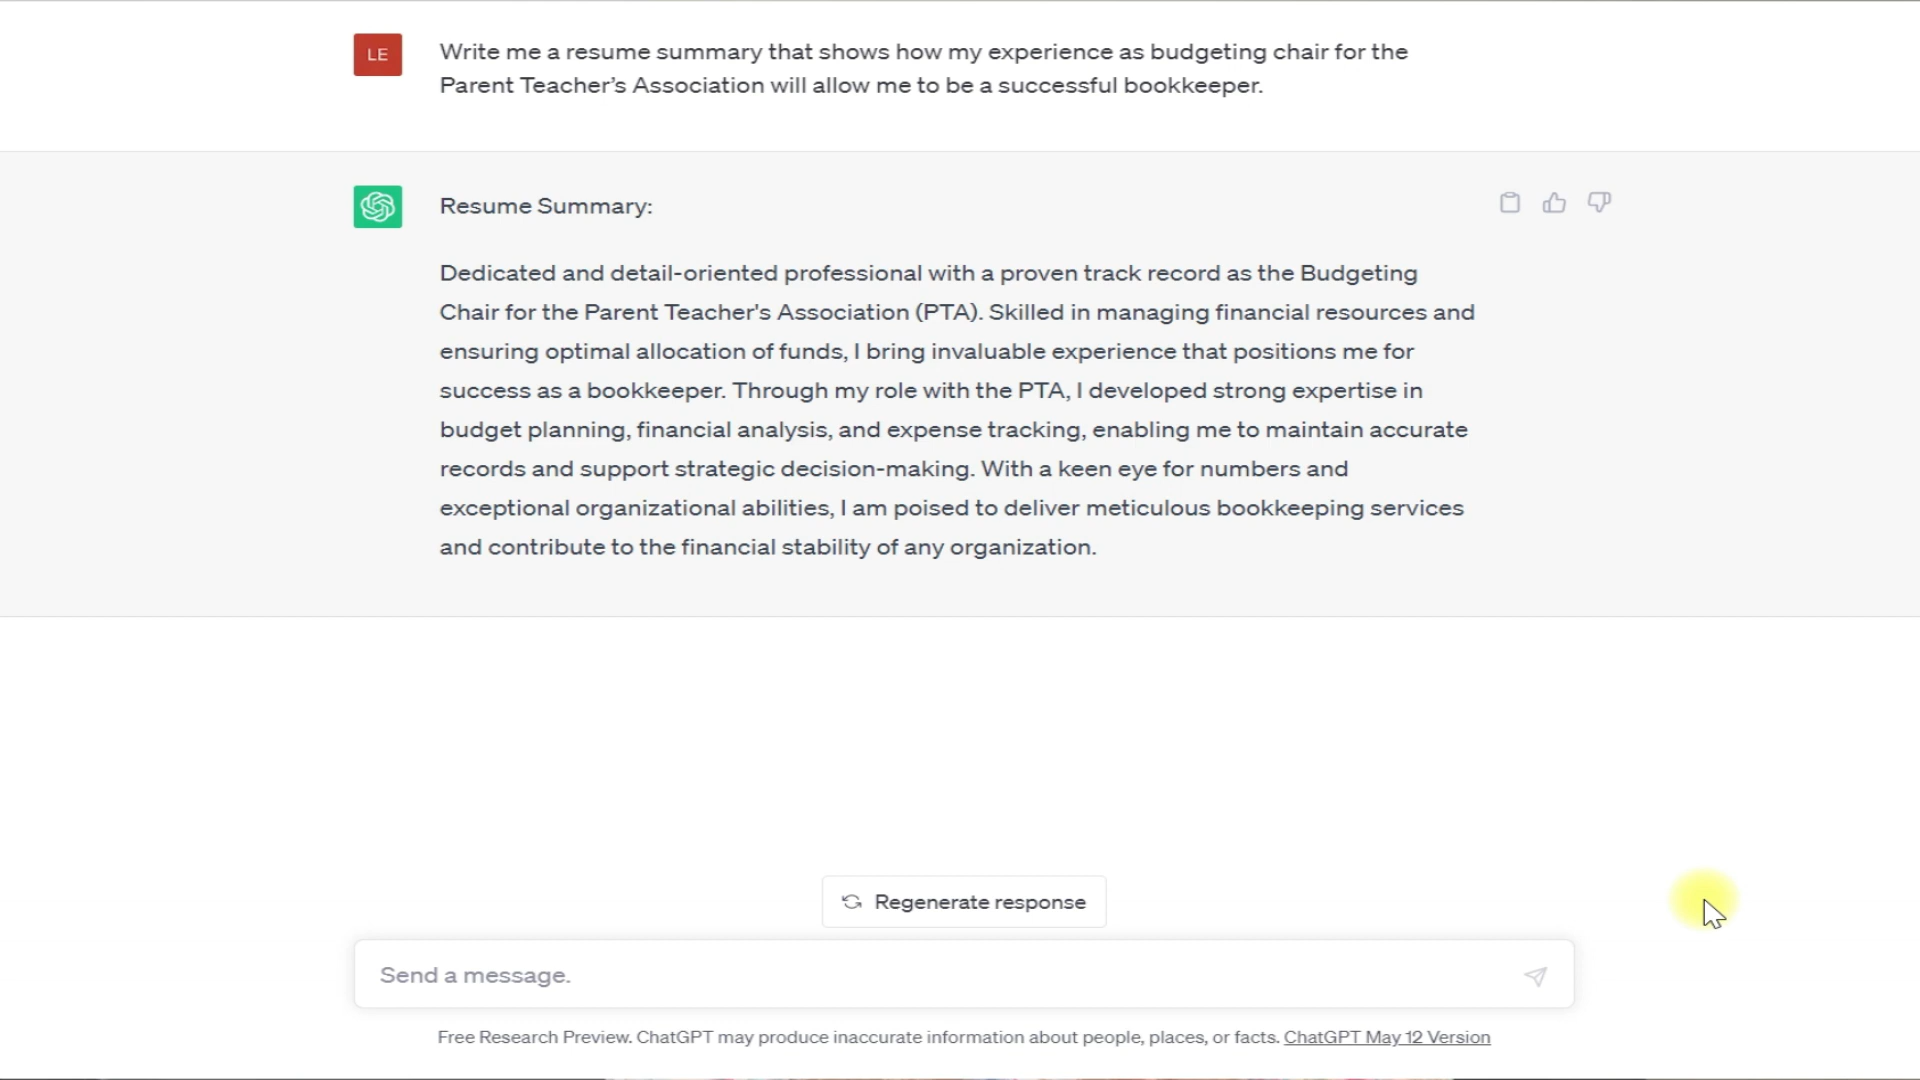 LE
Write me a resume summary that shows how my experience as budgeting chair for the
Parent Teacher’s Association will allow me to be a successful bookkeeper.
Resume Summary:
Dedicated and detail-oriented professional with a proven track record as the Budgeting
Chair for the Parent Teacher's Association (PTA). Skilled in managing financial resources and
ensuring optimal allocation of funds, I bring invaluable experience that positions me for
success as a bookkeeper. Through my role with the PTA, I developed strong expertise in
budget planning, financial analysis, and expense tracking, enabling me to maintain accurate
records and support strategic decision-making. With a keen eye for numbers and
exceptional organizational abilities, I am poised to deliver meticulous bookkeeping services
and contribute to the financial stability of any organization.
Regenerate response
Send a message.
Free Research Preview. ChatGPT may produce inaccurate information about people, places, or facts. ChatGPT May 12 Version